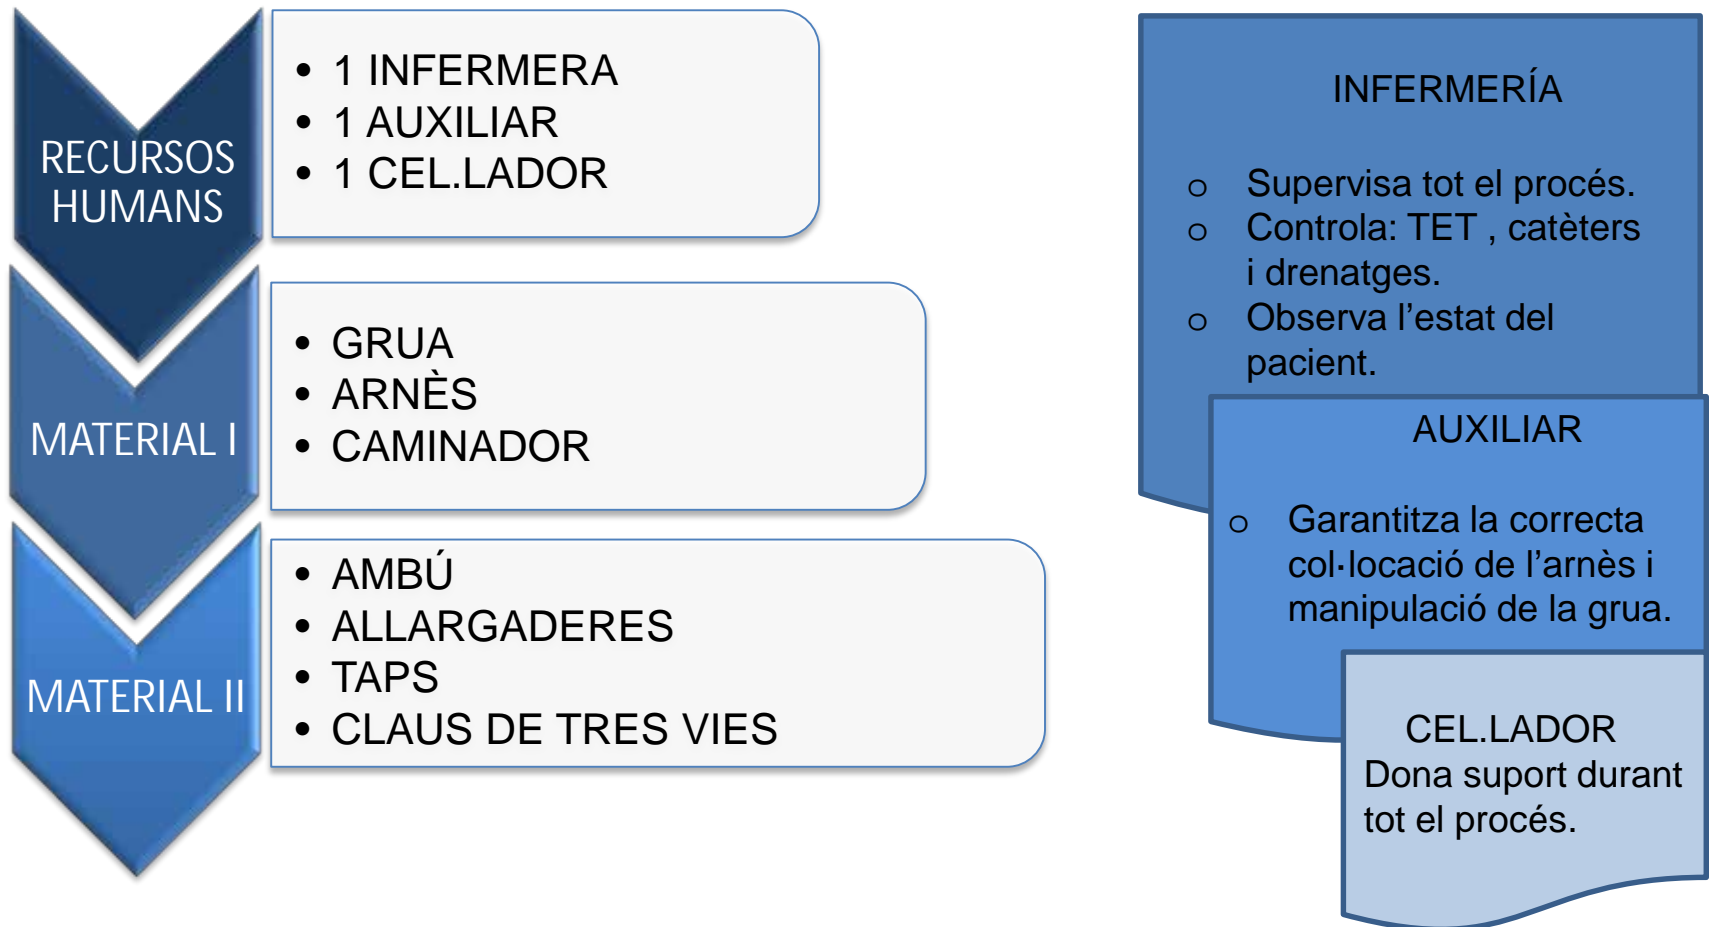 RECURSOS
HUMANS
• 1 INFERMERA
• 1 AUXILIAR
• 1 CEL.LADOR
MATERIAL I
• GRUA
• ARNÈS
• CAMINADOR
MATERIAL II
• AMBÚ
• ALLARGADERES
• TAPS
• CLAUS DE TRES VIES
INFERMERÍA
o Supervisa tot el procés.
o Controla: TET , catèters
i drenatges.
o Observa l’estat del
pacient.
AUXILIAR
o Garantitza la correcta
col·locació de l’arnès i
manipulació de la grua.
CEL.LADOR
Dona suport durant
tot el procés.